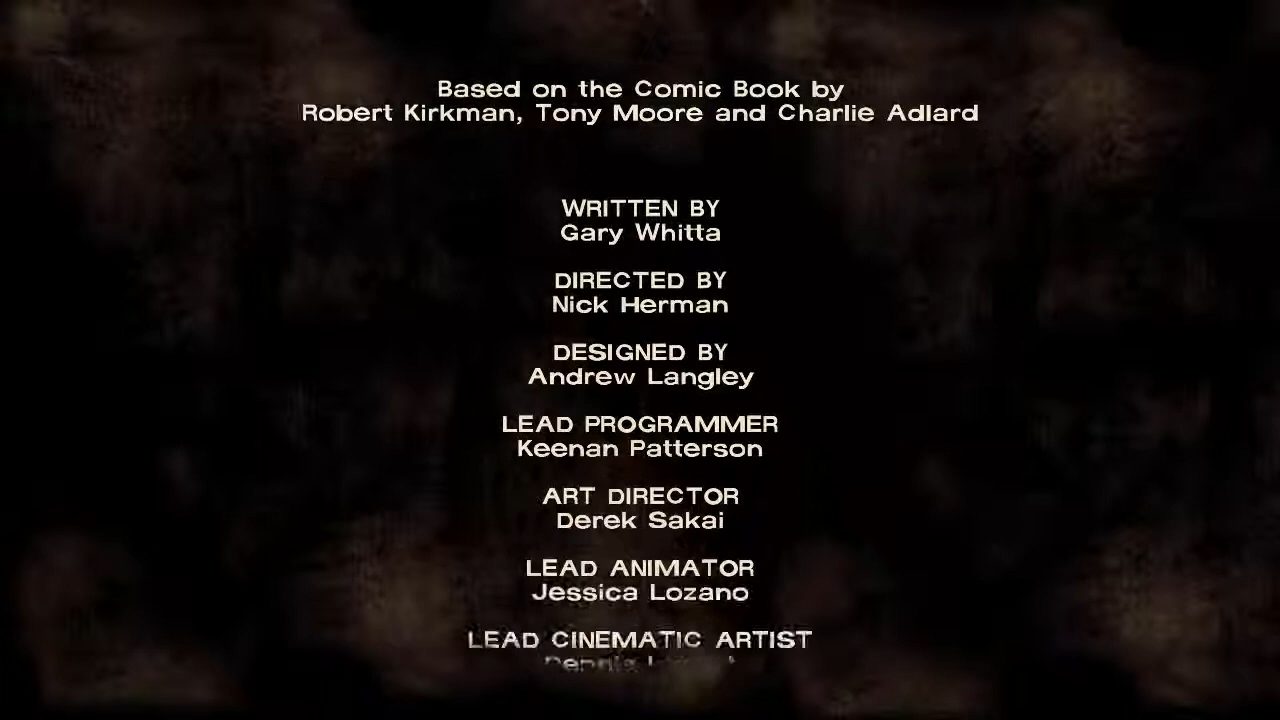 Based on the Comic Book by
Robert Kirkman, Tony Moore and Charlie Adlard
WRITTEN BY
Gary Whitta
DIRECTED BY
Nick Herman
DESIGNED BY
Andrew Langley
LEAD PROGRAMMER
Keenan Patterson
ART DIRECTOR
Derek Sakai
LEAD ANIMATOR
Jessica Lozano
LEAD CINEMATIC ARTIST
Dennis